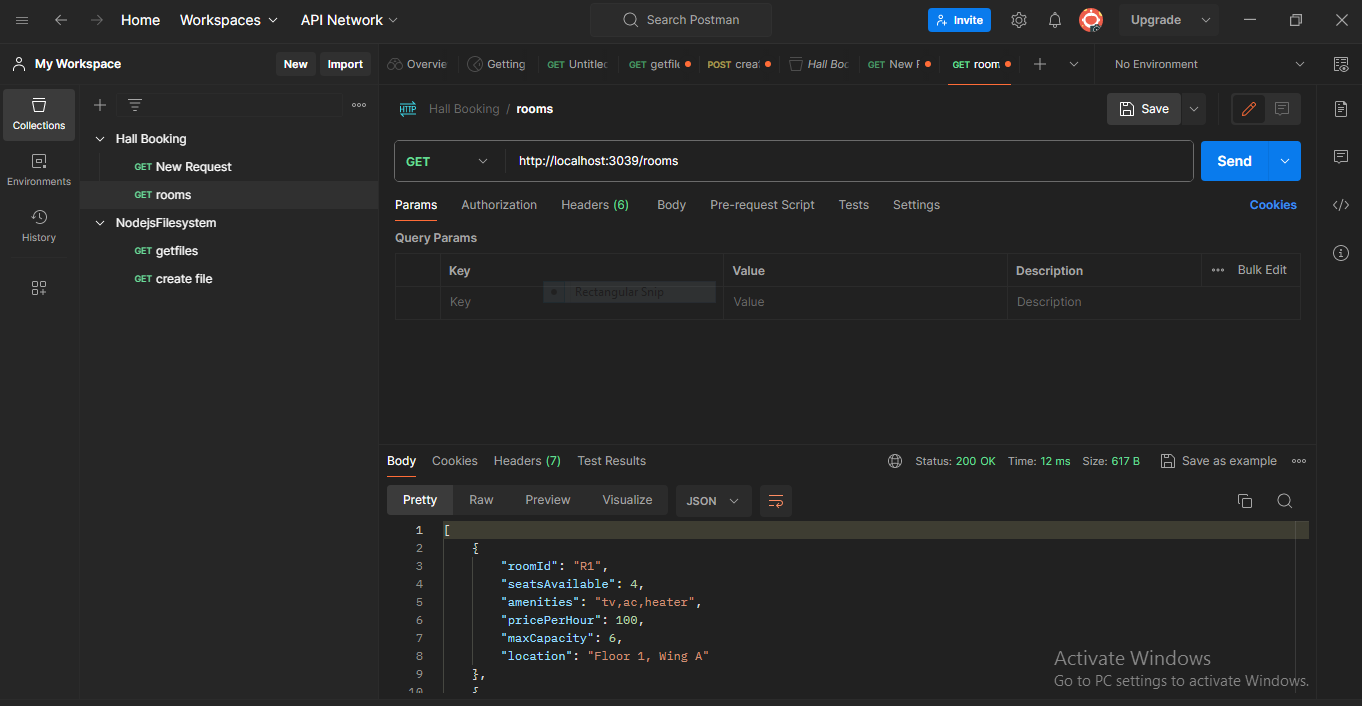 Home Workspaces API Network Search Postman Invite Upgrade
My Workspace New Import Overvie Getting GET Untitle GET getfile POST creat Hall Boo GET New F GET room No Environment
Collections
Environments
History
Hall Booking
GET New Request
GET rooms
NodejsFilesystem
GET getfiles
GET create file
HTTP Hall Booking / rooms Save
GET http://localhost:3039/rooms Send
Params Authorization Headers (6) Body Pre-request Script Tests Settings Cookies
Query Params
Key Value Description Bulk Edit
Key Value Description
Rectangular Snip
Body Cookies Headers (7) Test Results Status: 200 OK Time: 12 ms Size: 617 B Save as example
Pretty Raw Preview Visualize JSON
1 [
2 {
3 "roomId": "R1",
4 "seatsAvailable": 4,
5 "amenities": "tv,ac,heater",
6 "pricePerHour": 100,
7 "maxCapacity": 6,
8 "location": "Floor 1, Wing A"
9 },
10 {
Activate Windows
Go to PC settings to activate Windows.